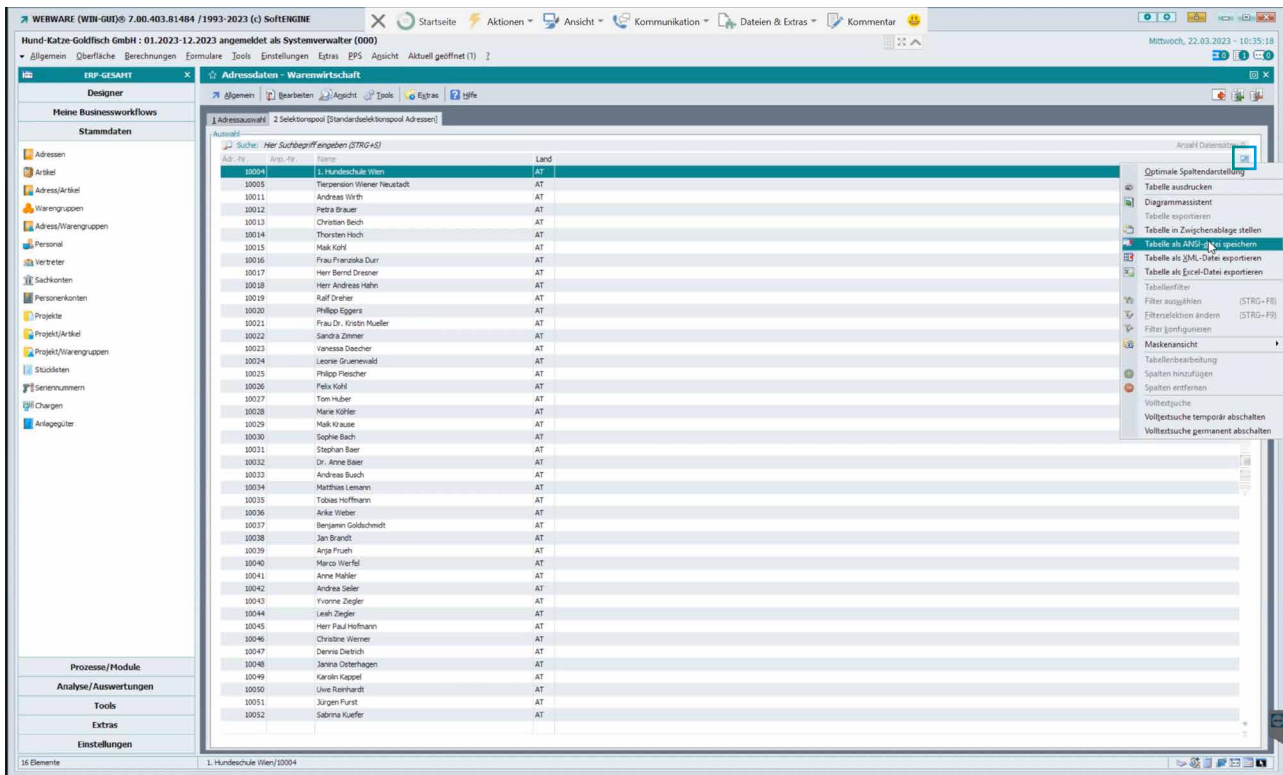 WEBWARE (WIN-GUI)® 7.00.403.81484 /1993-2023 (c) SoftENGINE
Startseite Aktionen Ansicht Kommunikation Dateien & Extras Kommentar
Hund-Katze-Goldfisch GmbH : 01.2023-12.2023 angemeldet als Systemverwalter (000)
Mittwoch, 22.03.2023 - 10:35:18
Allgemein Oberfläche Berechnungen Formulare Tools Einstellungen Extras PPS Ansicht Aktuell geöffnet (1) ?
ERP-GESAMT X
Adressdaten - Warenwirtschaft
Designer
Allgemein Bearbeiten Ansicht Tools Extras Hilfe
Meine Businessworkflows
1 Adressauswahl 2 Selektionspool [Standardselektionspool Adressen]
Stammdaten
Auswahl
Suche: Hier Suchbegriff eingeben (STRG+S)
Anzahl Datensätze:
Adr.-Nr. Anp.-Nr. Name Land
10004 1. Hundeschule Wien AT
10005 Tierpension Wiener Neustadt AT
10011 Andreas Wirth AT
10012 Petra Brauer AT
10013 Christian Beich AT
10014 Thorsten Hoch AT
10015 Maik Kohl AT
10016 Frau Franziska Durr AT
10017 Herr Bernd Dresner AT
10018 Herr Andreas Hahn AT
10019 Ralf Dreher AT
10020 Philipp Eggers AT
10021 Frau Dr. Kristin Mueller AT
10022 Sandra Zimmer AT
10023 Vanessa Daecher AT
10024 Leonie Gruenewald AT
10025 Philipp Fleischer AT
10026 Felix Kohl AT
10027 Tom Huber AT
10028 Marie Köhler AT
10029 Maik Krause AT
10030 Sophie Bach AT
10031 Stephan Baer AT
10032 Dr. Anne Baier AT
10033 Andreas Busch AT
10034 Matthias Lemann AT
10035 Tobias Hoffmann AT
10036 Anke Weber AT
10037 Benjamin Goldschmidt AT
10038 Jan Brandt AT
10039 Anja Frueh AT
10040 Marco Werfel AT
10041 Anne Mahler AT
10042 Andrea Seiler AT
10043 Yvonne Ziegler AT
10044 Leah Ziegler AT
10045 Herr Paul Hofmann AT
10046 Christine Werner AT
10047 Dennis Dietrich AT
10048 Janina Osterhagen AT
10049 Karolin Kappel AT
10050 Uwe Reinhardt AT
10051 Jürgen Furst AT
10052 Sabrina Kuefer AT
Adressen
Artikel
Adress/Artikel
Warengruppen
Adress/Warengruppen
Personal
Vertreter
Sachkonten
Personenkonten
Projekte
Projekt/Artikel
Projekt/Warengruppen
Stücklisten
Seriennummern
Chargen
Anlagegüter
Prozesse/Module
Analyse/Auswertungen
Tools
Extras
Einstellungen
Optimale Spaltendarstellung
Tabelle ausdrucken
Diagrammassistent
Tabelle exportieren
Tabelle in Zwischenablage stellen
Tabelle als ANSI-datei speichern
Tabelle als XML-Datei exportieren
Tabelle als Excel-Datei exportieren
Tabellenfilter
Filter auswählen (STRG+F8)
Filterselektion ändern (STRG+F9)
Filter konfigurieren
Maskenansicht
Tabellenbearbeitung
Spalten hinzufügen
Spalten entfernen
Volltextsuche
Volltextsuche temporär abschalten
Volltextsuche permanent abschalten
16 Elemente
1. Hundeschule Wien/10004